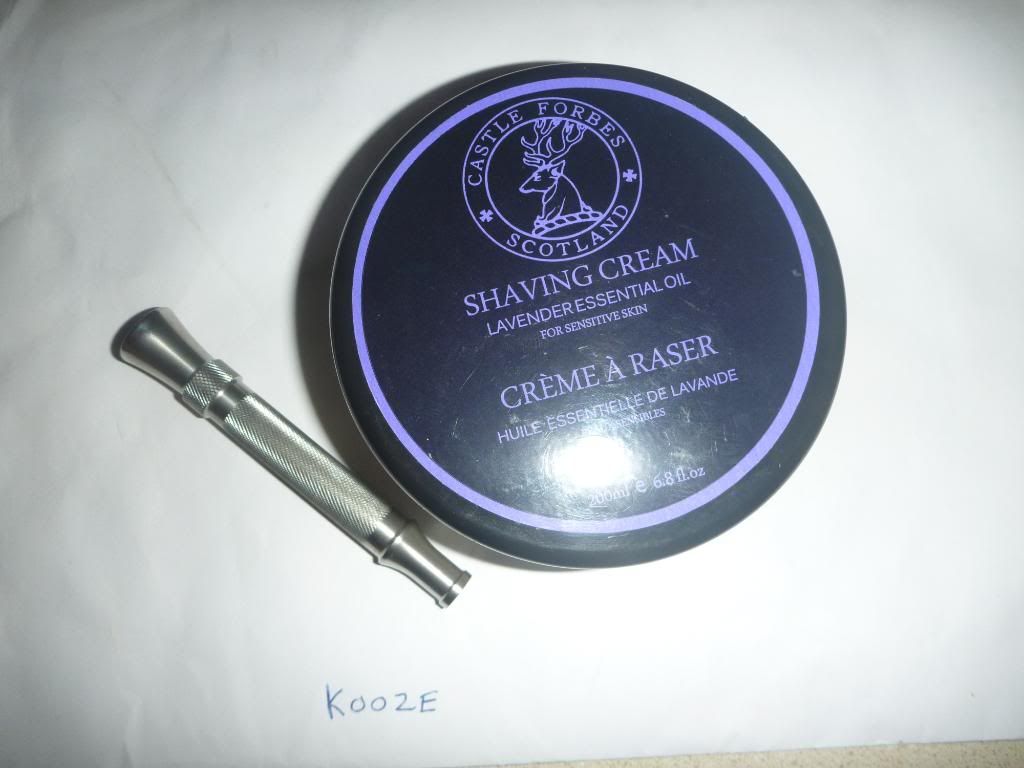 CASTLE FORBES
SCOTLAND
SHAVING CREAM
LAVENDER ESSENTIAL OIL
FOR SENSITIVE SKIN
CRÈME À RASER
HUILE ESSENTIELLE DE LAVANDE
200ml e 6.8 fl.oz
KOOZE